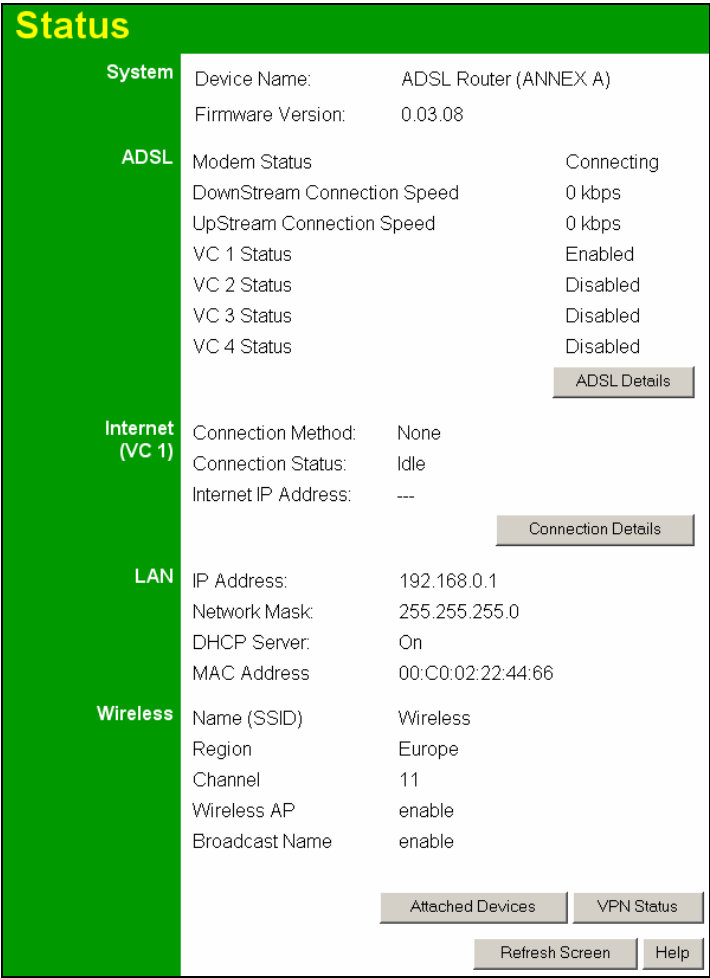 Status
System
Device Name: ADSL Router (ANNEX A)
Firmware Version: 0.03.08
ADSL
Modem Status Connecting
DownStream Connection Speed 0 kbps
UpStream Connection Speed 0 kbps
VC 1 Status Enabled
VC 2 Status Disabled
VC 3 Status Disabled
VC 4 Status Disabled
ADSL Details
Internet
(VC 1)
Connection Method: None
Connection Status: Idle
Internet IP Address: ---
Connection Details
LAN
IP Address: 192.168.0.1
Network Mask: 255.255.255.0
DHCP Server: On
MAC Address 00:C0:02:22:44:66
Wireless
Name (SSID) Wireless
Region Europe
Channel 11
Wireless AP enable
Broadcast Name enable
Attached Devices VPN Status
Refresh Screen Help